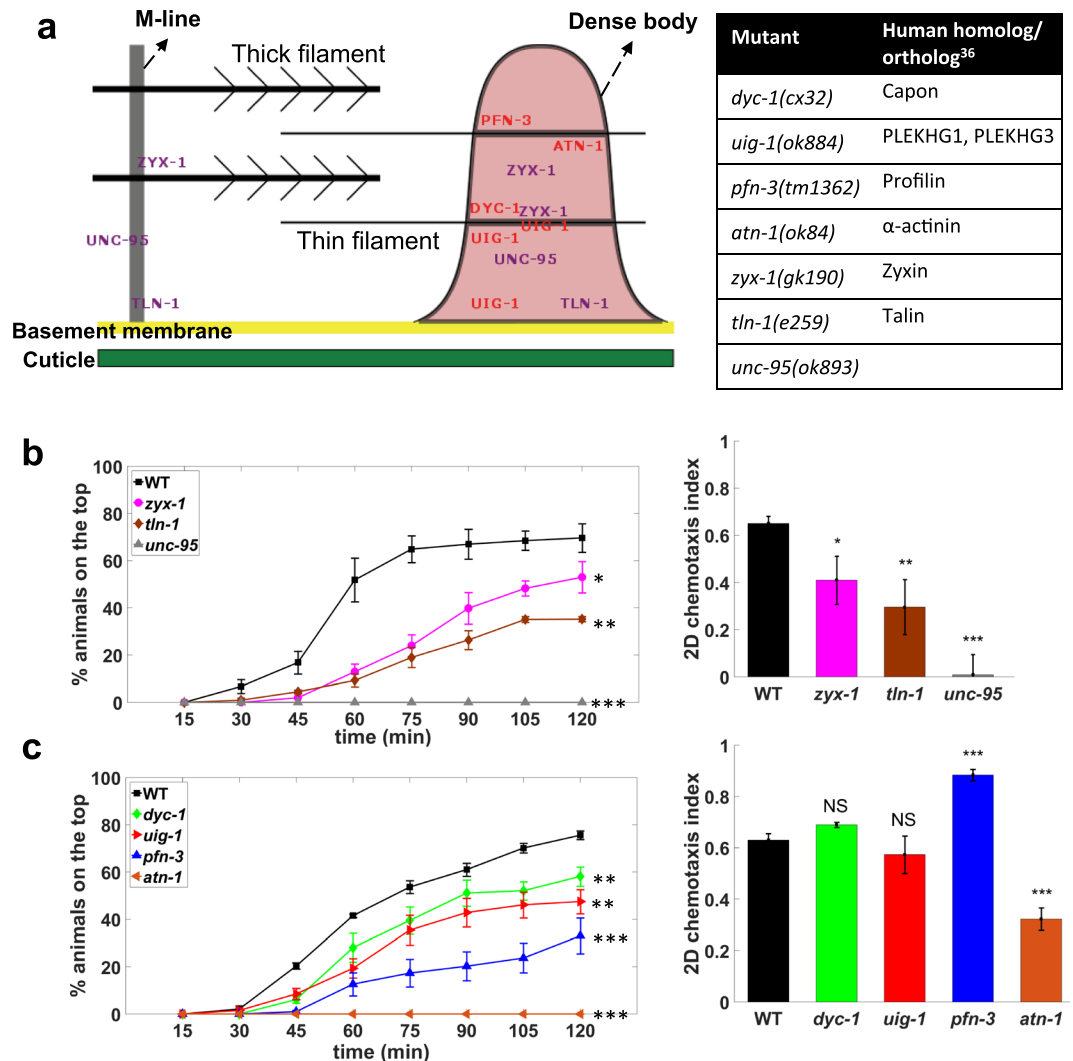 a
M-line
Dense body
Thick filament
PFN-3
ATN-1
ZYX-1
ZYX-1
DYC-1
ZYX-1
UIG-1
Thin filament
UIG-1
UNC-95
UNC-95
TLN-1
UIG-1
TLN-1
Basement membrane
Cuticle
Mutant Human homolog/
ortholog36
dyc-1(cx32) Capon
uig-1(ok884) PLEKHG1, PLEKHG3
pfn-3(tm1362) Profilin
atn-1(ok84) α-actinin
zyx-1(gk190) Zyxin
tln-1(e259) Talin
unc-95(ok893)
b
% animals on the top
100
80
60
40
20
0
WT
zyx-1
tln-1
unc-95
*
**
***
15 30 45 60 75 90 105 120
time (min)
2D chemotaxis index
1
0.8
0.6
0.4
0.2
0
*
**
***
WT zyx-1 tln-1 unc-95
c
% animals on the top
100
80
60
40
20
0
WT
dyc-1
uig-1
pfn-3
atn-1
**
**
***
***
15 30 45 60 75 90 105 120
time (min)
2D chemotaxis index
1
0.8
0.6
0.4
0.2
0
NS
NS
***
***
WT dyc-1 uig-1 pfn-3 atn-1